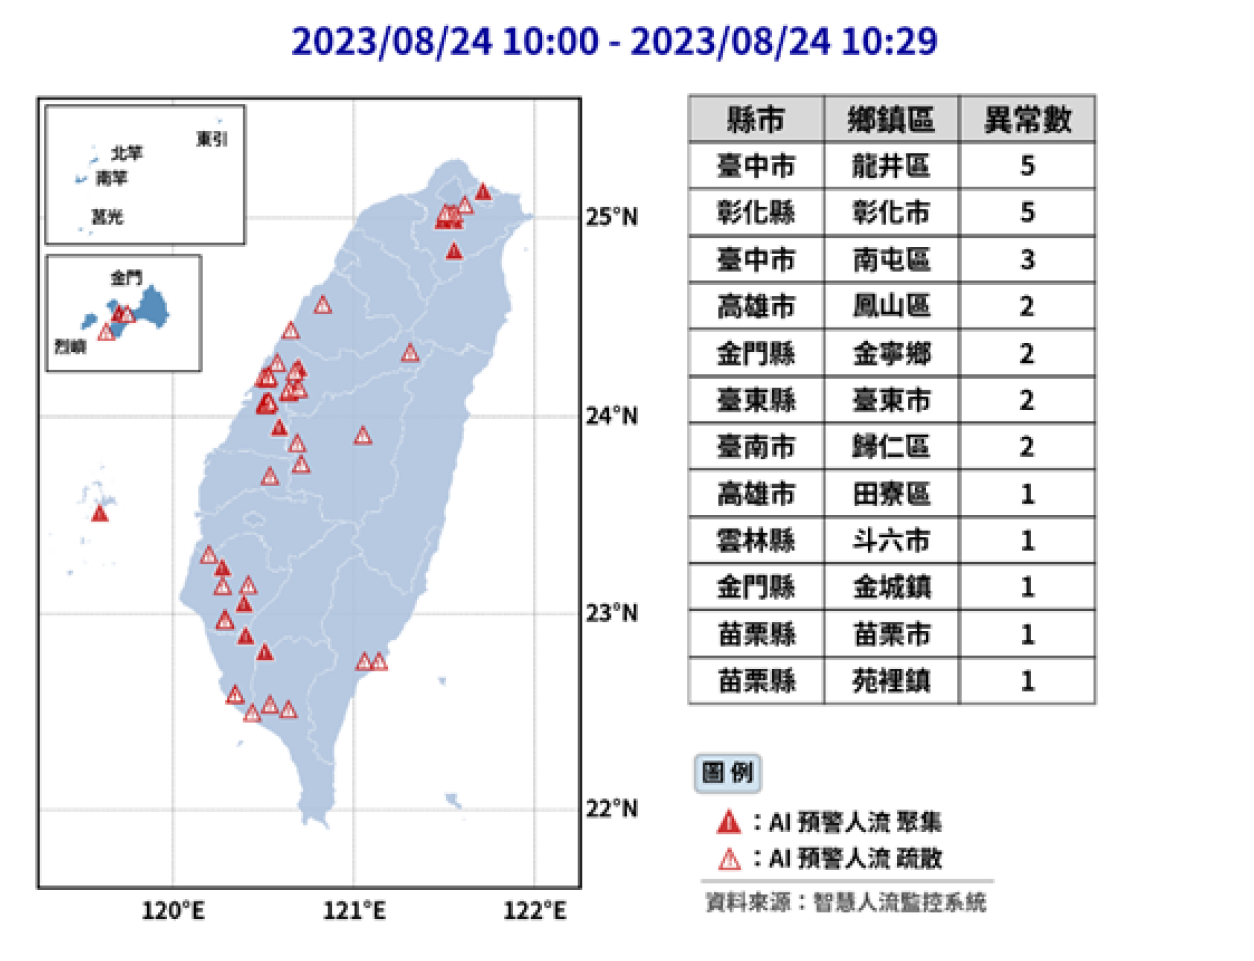 2023/08/24 10:00 - 2023/08/24 10:29
東引
北竿
南竿
莒光
金門
烈嶼
25°N
24°N
23°N
22°N
120°E 121°E 122°E
縣市 鄉鎮區 異常數
臺中市 龍井區 5
彰化縣 彰化市 5
臺中市 南屯區 3
高雄市 鳳山區 2
金門縣 金寧鄉 2
臺東縣 臺東市 2
臺南市 歸仁區 2
高雄市 田寮區 1
雲林縣 斗六市 1
金門縣 金城鎮 1
苗栗縣 苗栗市 1
苗栗縣 苑裡鎮 1
圖例
：AI 預警人流 聚集
：AI 預警人流 疏散
資料來源：智慧人流監控系統